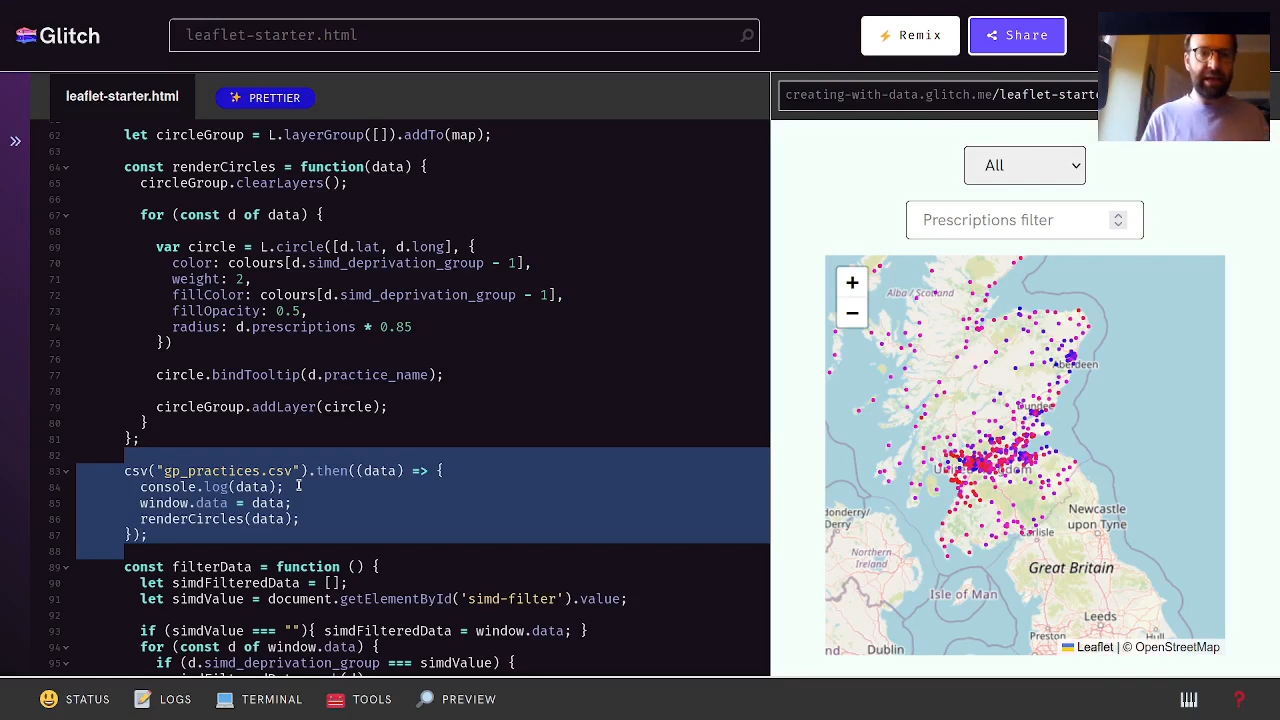 Glitch
leaflet-starter.html
Remix
Share
leaflet-starter.html
PRETTIER
creating-with-data.glitch.me/leaflet-starte
62 let circleGroup = L.layerGroup([]).addTo(map);
63
64 const renderCircles = function(data) {
65 circleGroup.clearLayers();
66
67 for (const d of data) {
68
69 var circle = L.circle([d.lat, d.long], {
70 color: colours[d.simd_deprivation_group - 1],
71 weight: 2,
72 fillColor: colours[d.simd_deprivation_group - 1],
73 fillOpacity: 0.5,
74 radius: d.prescriptions * 0.85
75 })
76
77 circle.bindTooltip(d.practice_name);
78
79 circleGroup.addLayer(circle);
80 }
81 };
82
83 csv("gp_practices.csv").then((data) => {
84 console.log(data);
85 window.data = data;
86 renderCircles(data);
87 });
88
89 const filterData = function () {
90 let simdFilteredData = [];
91 let simdValue = document.getElementById('simd-filter').value;
92
93 if (simdValue === ""){ simdFilteredData = window.data; }
94 for (const d of window.data
95 if (d.simd_deprivation_group === simdValue) {
All
Prescriptions filter
+
−
Alba / Scotland
Aberdeen
Dundee
United Kingdom
Newcastle
upon Tyne
Carlisle
donderry/
Derry
Northern
Ireland
Great Britain
Isle of Man
Leeds
Preston
Hull
nd
Dublin
Leaflet | © OpenStreetMap
STATUS
LOGS
TERMINAL
TOOLS
PREVIEW
?